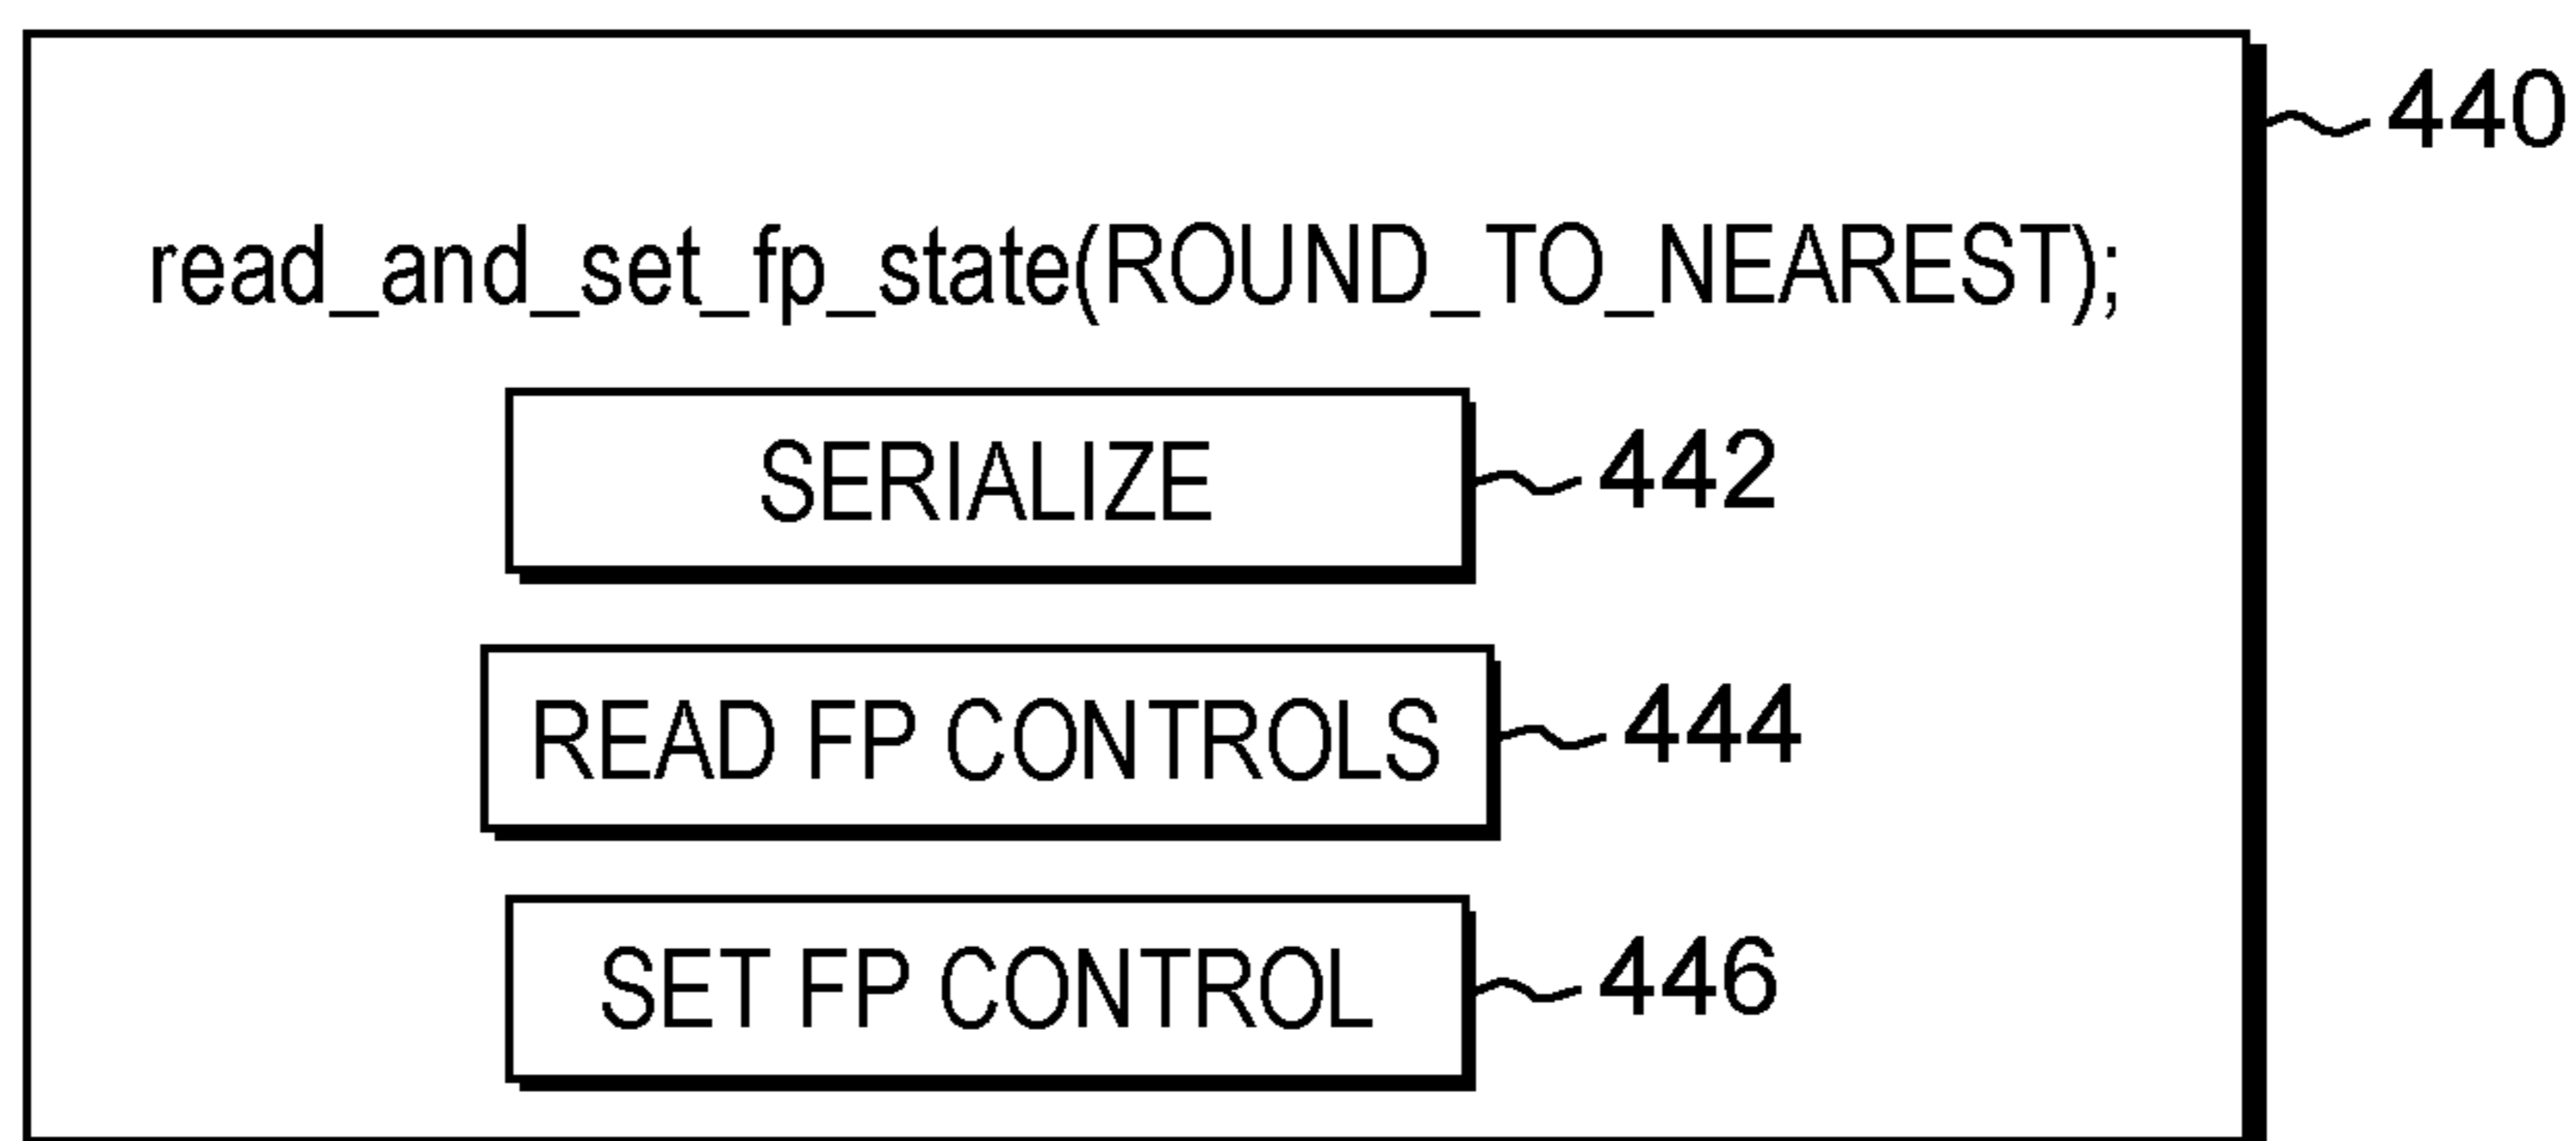 440
read_and_set_fp_state(ROUND_TO_NEAREST);
SERIALIZE 442
READ FP CONTROLS 444
SET FP CONTROL 446